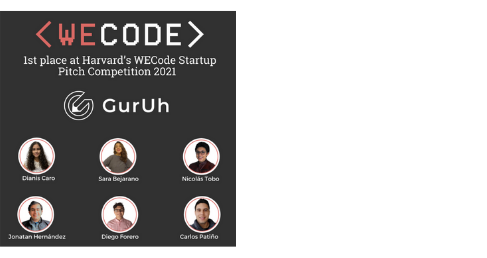 <WECODE>
1st place at Harvard's WECode Startup
Pitch Competition 2021
GurUh
Dianis Caro
Sara Bejarano
Nicolás Tobo
Jonatan Hernández
Diego Forero
Carlos Patiño